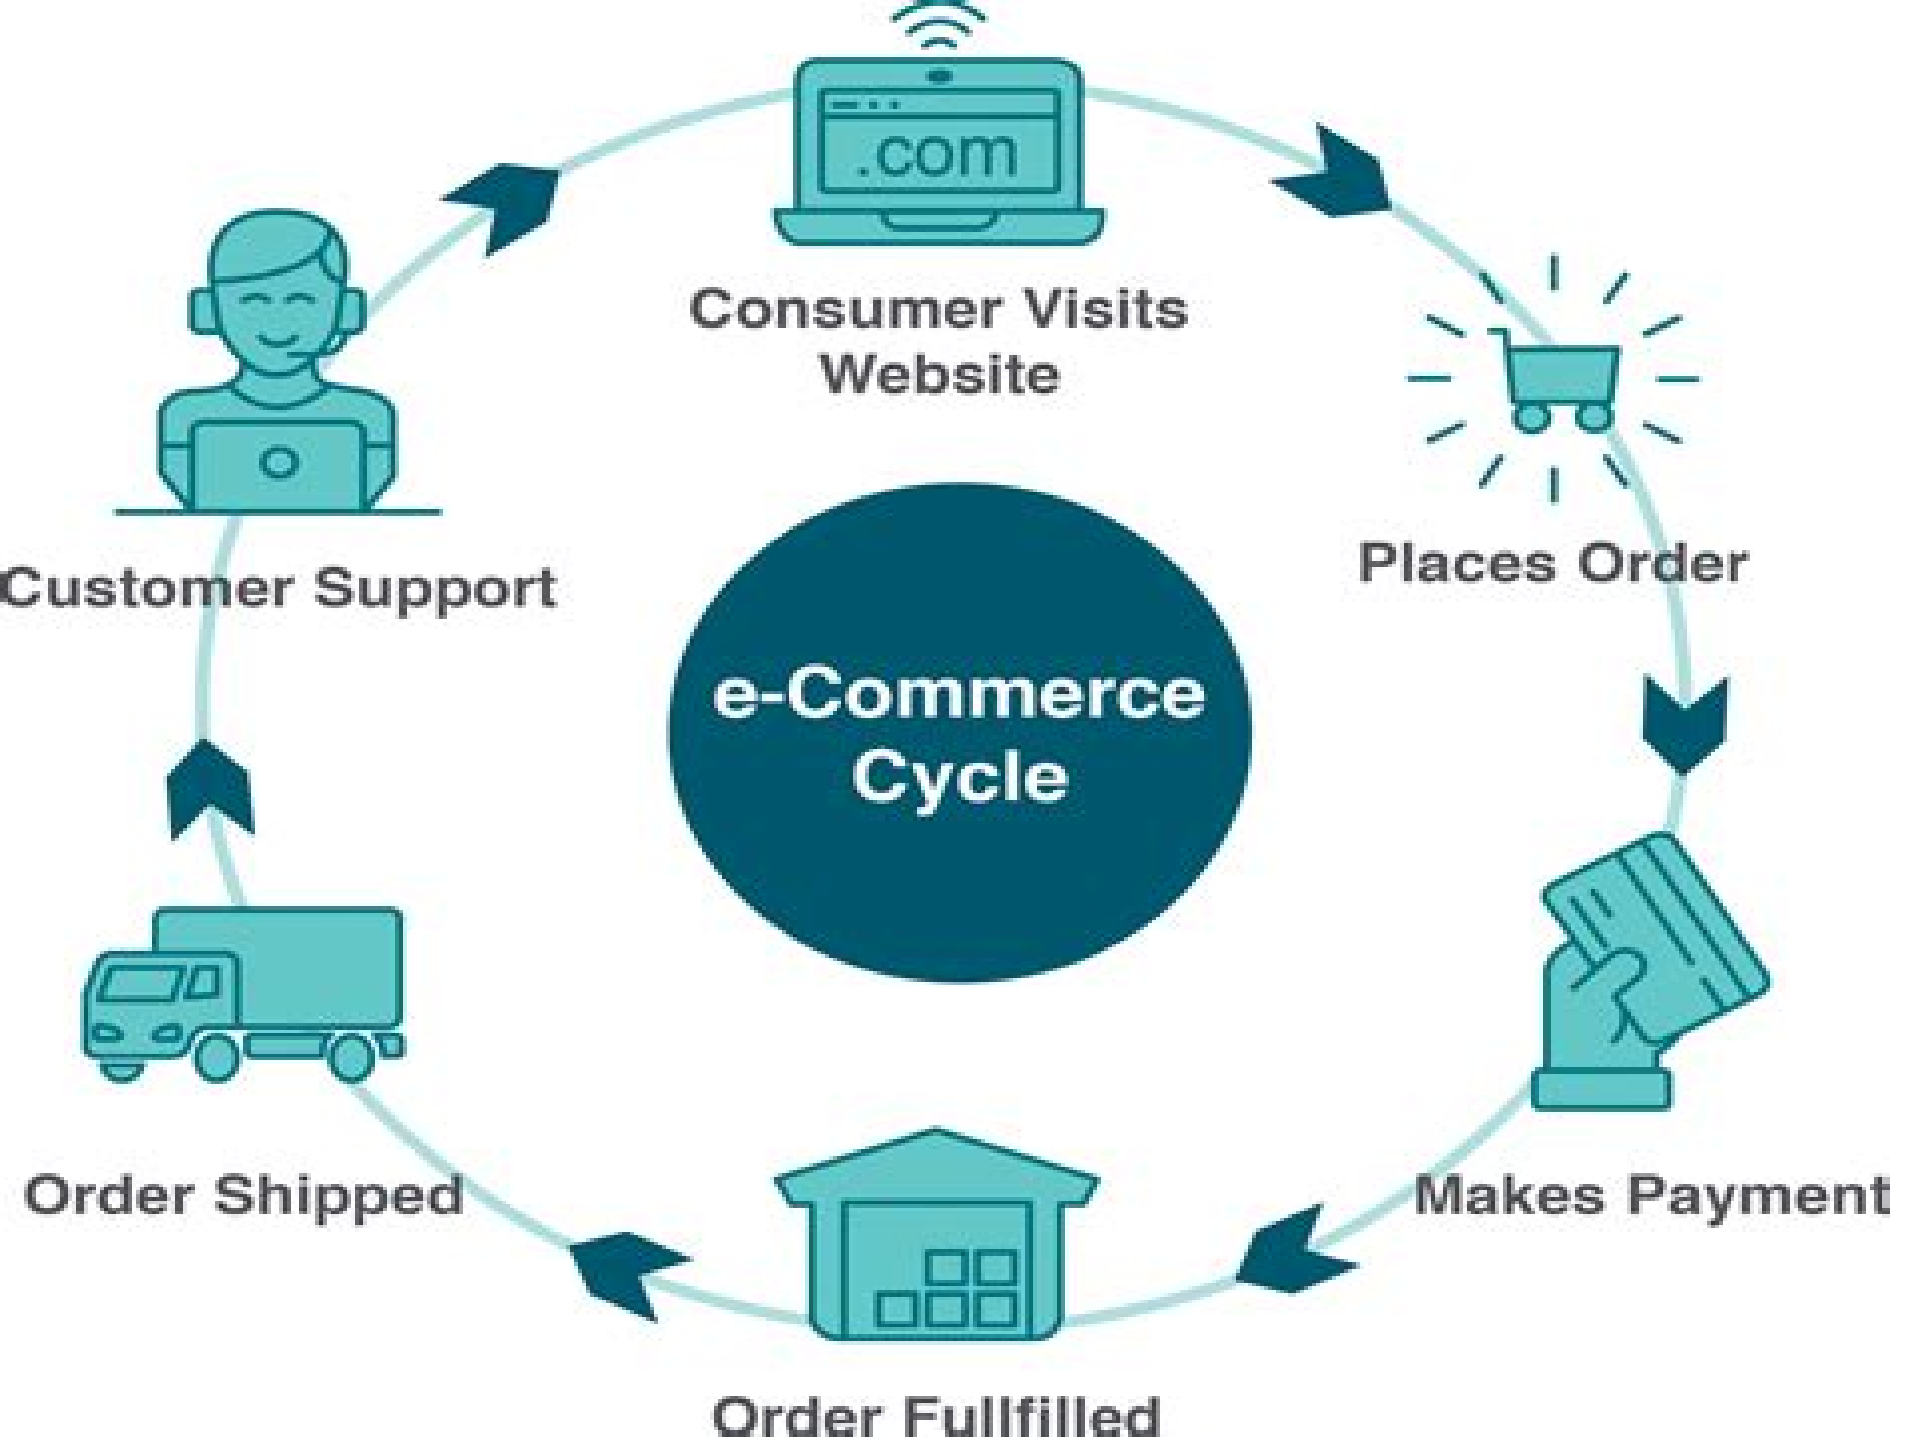 .com
Consumer Visits
Website
Places Order
Makes Payment
Order Fullfilled
Order Shipped
Customer Support
e-Commerce
Cycle